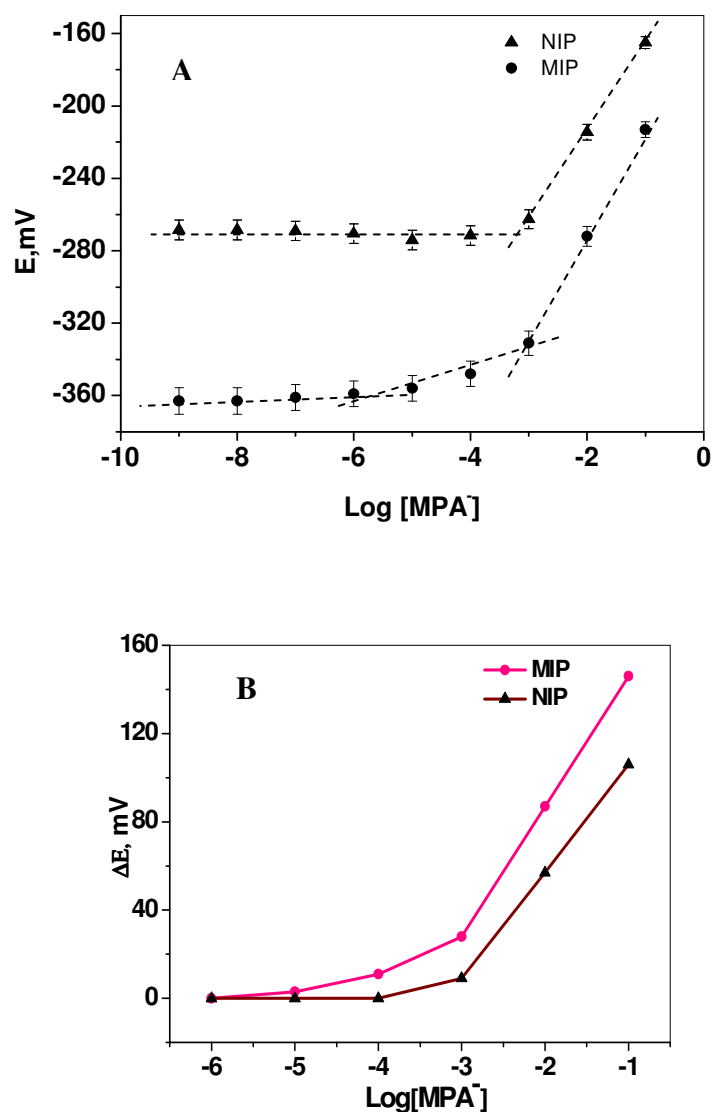 A
NIP
MIP
-160
-200
-240
-280
-320
-360
E,mV
-10 -8 -6 -4 -2 0
Log [MPA⁻]
B
MIP
NIP
160
120
80
40
0
ΔE, mV
-6 -5 -4 -3 -2 -1
Log[MPA⁻]